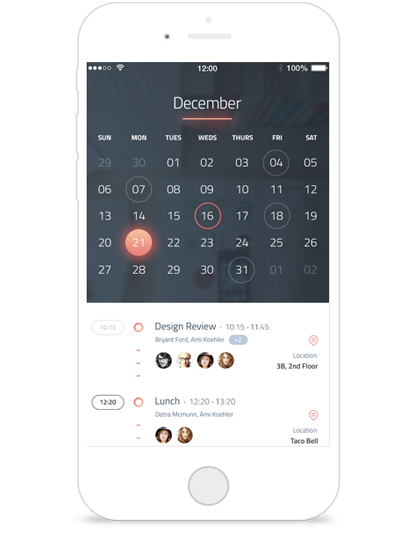 12:00
100%
December
SUN MON TUES WEDS THURS FRI SAT
29 30 01 02 03 04 05
06 07 08 09 10 11 12
13 14 15 16 17 18 19
20 21 22 23 24 25 26
27 28 29 30 31 01 02
10:15 Design Review · 10:15 - 11:45
Bryant Ford, Ami Koehler +2
Location:
3B, 2nd Floor
12:20 Lunch · 12:20 - 13:20
Detra Mcmunn, Ami Koehler
Location:
Taco Bell